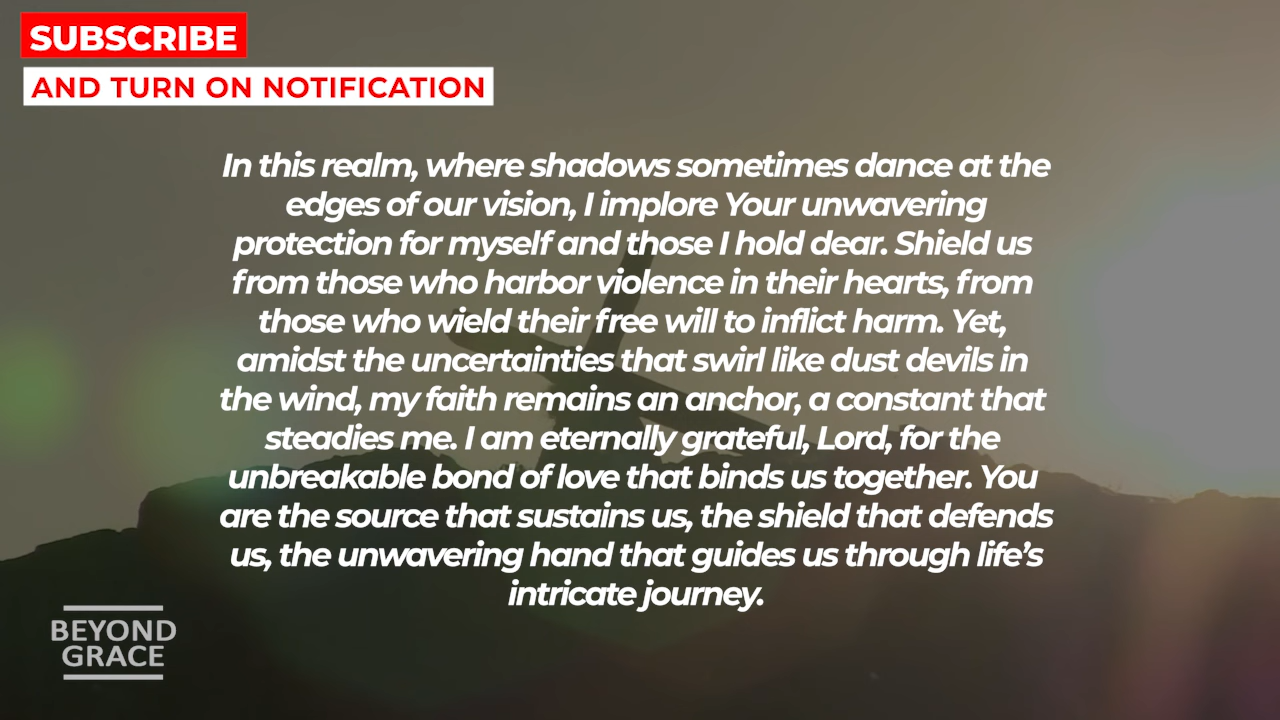 SUBSCRIBE
AND TURN ON NOTIFICATION
In this realm, where shadows sometimes dance at the
edges of our vision, I implore Your unwavering
protection for myself and those I hold dear. Shield us
from those who harbor violence in their hearts, from
those who wield their free will to inflict harm. Yet,
amidst the uncertainties that swirl like dust devils in
the wind, my faith remains an anchor, a constant that
steadies me. I am eternally grateful, Lord, for the
unbreakable bond of love that binds us together. You
are the source that sustains us, the shield that defends
us, the unwavering hand that guides us through life’s
intricate journey.
BEYOND
GRACE